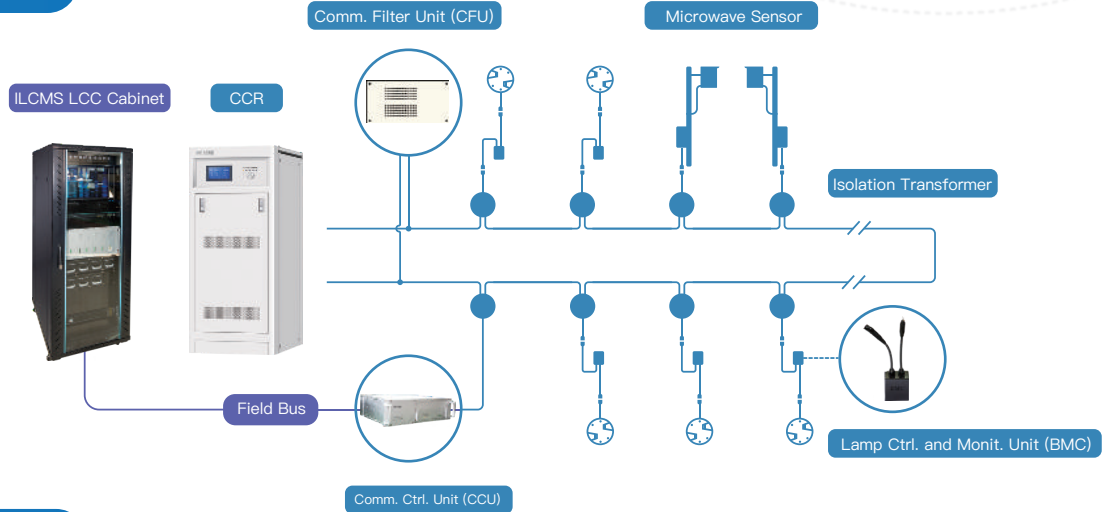 Comm. Filter Unit (CFU)
Microwave Sensor
ILCMS LCC Cabinet
CCR
Isolation Transformer
Field Bus
Lamp Ctrl. and Monit. Unit (BMC)
Comm. Ctrl. Unit (CCU)